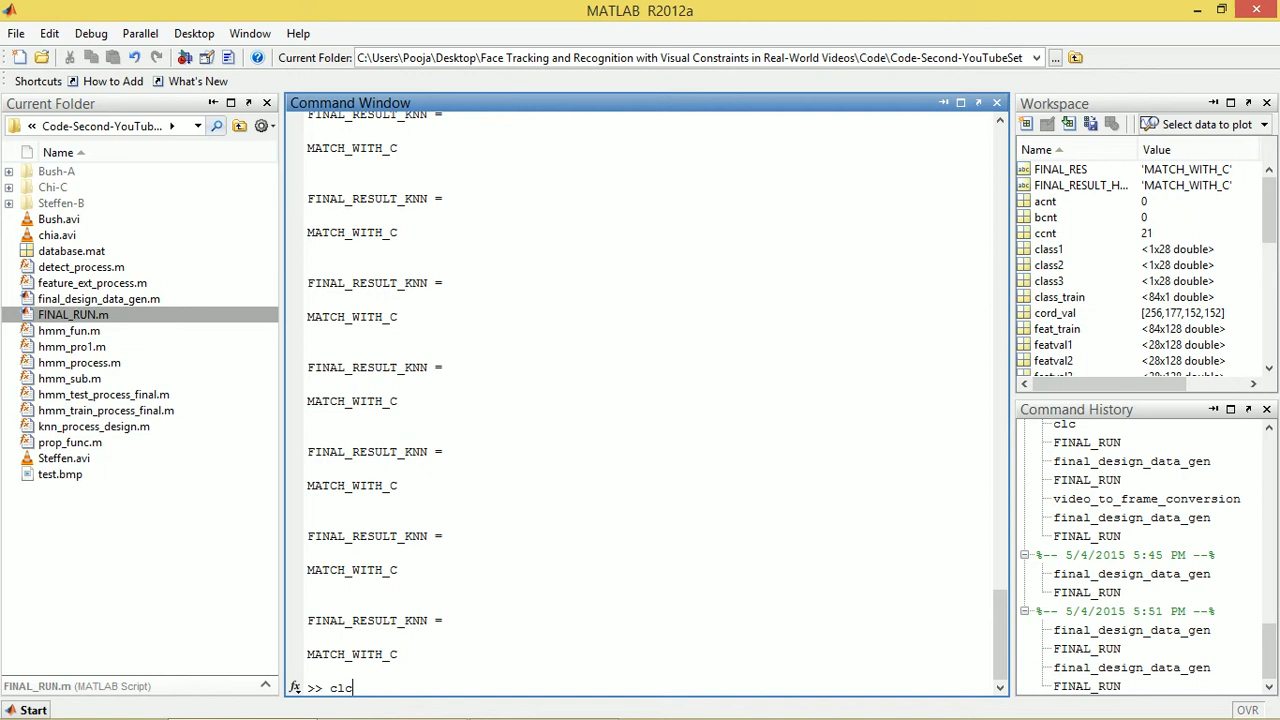 MATLAB R2012a
File Edit Debug Parallel Desktop Window Help
Current Folder: C:\Users\Pooja\Desktop\Face Tracking and Recognition with Visual Constraints in Real-World Videos\Code\Code-Second-YouTubeSet
Shortcuts How to Add What's New
Current Folder
« Code-Second-YouTub...
Name
Bush-A
Chi-C
Steffen-B
Bush.avi
chia.avi
database.mat
detect_process.m
feature_ext_process.m
final_design_data_gen.m
FINAL_RUN.m
hmm_fun.m
hmm_pro1.m
hmm_process.m
hmm_sub.m
hmm_test_process_final.m
hmm_train_process_final.m
knn_process_design.m
prop_func.m
Steffen.avi
test.bmp
FINAL_RUN.m (MATLAB Script)
Start
Command Window
FINAL_RESULT_KNN =
MATCH_WITH_C
FINAL_RESULT_KNN =
MATCH_WITH_C
FINAL_RESULT_KNN =
MATCH_WITH_C
FINAL_RESULT_KNN =
MATCH_WITH_C
FINAL_RESULT_KNN =
MATCH_WITH_C
FINAL_RESULT_KNN =
MATCH_WITH_C
FINAL_RESULT_KNN =
MATCH_WITH_C
fx >> clc
Workspace
Select data to plot
Name Value
abc FINAL_RES 'MATCH_WITH_C'
abc FINAL_RESULT_H... 'MATCH_WITH_C'
acnt 0
bcnt 0
ccnt 21
class1 <1x28 double>
class2 <1x28 double>
class3 <1x28 double>
class_train <84x1 double>
cord_val [256,177,152,152]
feat_train <84x128 double>
featval1 <28x128 double>
featval2 <28x128 double>
featval3 <28x128 double>
Command History
clc
FINAL_RUN
final_design_data_gen
FINAL_RUN
video_to_frame_conversion
final_design_data_gen
FINAL_RUN
%-- 5/4/2015 5:45 PM --%
final_design_data_gen
FINAL_RUN
%-- 5/4/2015 5:51 PM --%
final_design_data_gen
FINAL_RUN
final_design_data_gen
FINAL_RUN
OVR